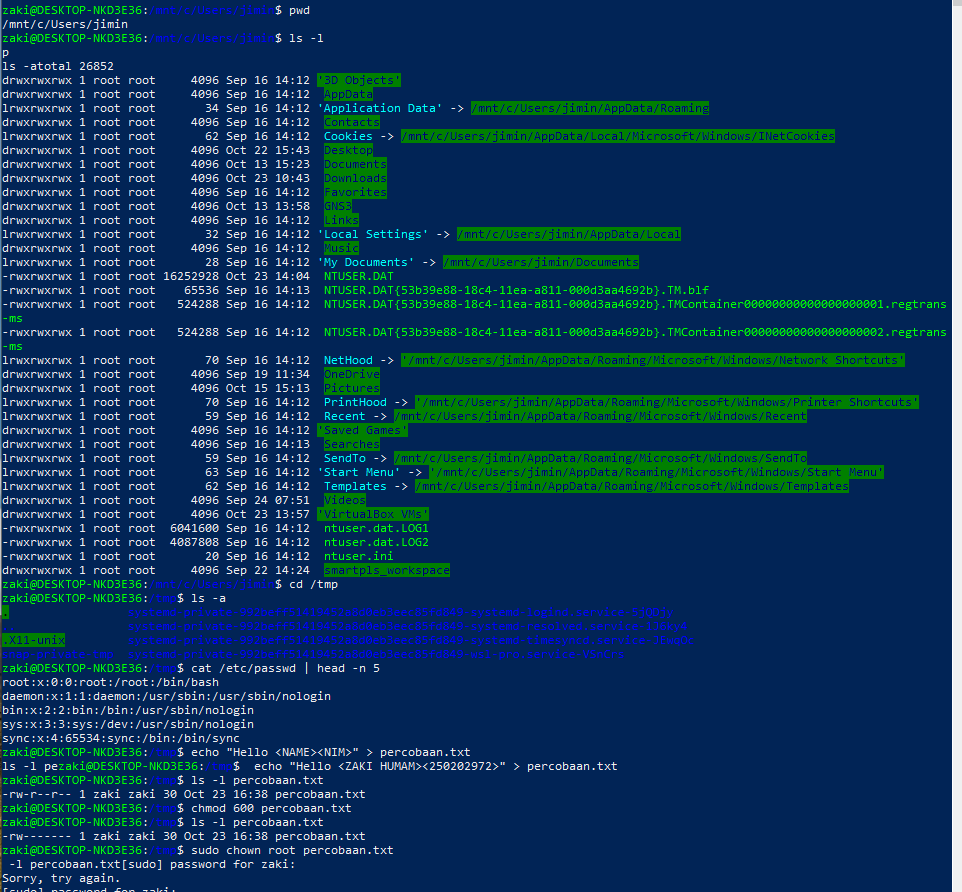 zaki@DESKTOP-NKD3E36:/mnt/c/Users/jimin$ pwd
/mnt/c/Users/jimin
zaki@DESKTOP-NKD3E36:/mnt/c/Users/jimin$ ls -l
p
ls -atotal 26852
drwxrwxrwx 1 root root     4096 Sep 16 14:12 '3D Objects'
drwxrwxrwx 1 root root     4096 Sep 16 14:12  AppData
lrwxrwxrwx 1 root root       34 Sep 16 14:12 'Application Data' -> /mnt/c/Users/jimin/AppData/Roaming
drwxrwxrwx 1 root root     4096 Sep 16 14:12  Contacts
lrwxrwxrwx 1 root root       62 Sep 16 14:12  Cookies -> /mnt/c/Users/jimin/AppData/Local/Microsoft/Windows/INetCookies
drwxrwxrwx 1 root root     4096 Oct 22 15:43  Desktop
drwxrwxrwx 1 root root     4096 Oct 13 15:23  Documents
drwxrwxrwx 1 root root     4096 Oct 23 10:43  Downloads
drwxrwxrwx 1 root root     4096 Sep 16 14:12  Favorites
drwxrwxrwx 1 root root     4096 Oct 13 13:58  GNS3
drwxrwxrwx 1 root root     4096 Sep 16 14:12  Links
lrwxrwxrwx 1 root root       32 Sep 16 14:12 'Local Settings' -> /mnt/c/Users/jimin/AppData/Local
drwxrwxrwx 1 root root     4096 Sep 16 14:12  Music
lrwxrwxrwx 1 root root       28 Sep 16 14:12 'My Documents' -> /mnt/c/Users/jimin/Documents
-rwxrwxrwx 1 root root 16252928 Oct 23 14:04  NTUSER.DAT
-rwxrwxrwx 1 root root    65536 Sep 16 14:13  NTUSER.DAT{53b39e88-18c4-11ea-a811-000d3aa4692b}.TM.blf
-rwxrwxrwx 1 root root   524288 Sep 16 14:12  NTUSER.DAT{53b39e88-18c4-11ea-a811-000d3aa4692b}.TMContainer00000000000000000001.regtrans
-ms
-rwxrwxrwx 1 root root   524288 Sep 16 14:12  NTUSER.DAT{53b39e88-18c4-11ea-a811-000d3aa4692b}.TMContainer00000000000000000002.regtrans
-ms
lrwxrwxrwx 1 root root       70 Sep 16 14:12  NetHood -> '/mnt/c/Users/jimin/AppData/Roaming/Microsoft/Windows/Network Shortcuts'
drwxrwxrwx 1 root root     4096 Sep 19 11:34  OneDrive
drwxrwxrwx 1 root root     4096 Oct 15 15:13  Pictures
lrwxrwxrwx 1 root root       70 Sep 16 14:12  PrintHood -> '/mnt/c/Users/jimin/AppData/Roaming/Microsoft/Windows/Printer Shortcuts'
lrwxrwxrwx 1 root root       59 Sep 16 14:12  Recent -> /mnt/c/Users/jimin/AppData/Roaming/Microsoft/Windows/Recent
drwxrwxrwx 1 root root     4096 Sep 16 14:12 'Saved Games'
drwxrwxrwx 1 root root     4096 Sep 16 14:13  Searches
lrwxrwxrwx 1 root root       59 Sep 16 14:12  SendTo -> /mnt/c/Users/jimin/AppData/Roaming/Microsoft/Windows/SendTo
lrwxrwxrwx 1 root root       63 Sep 16 14:12 'Start Menu' -> '/mnt/c/Users/jimin/AppData/Roaming/Microsoft/Windows/Start Menu'
lrwxrwxrwx 1 root root       62 Sep 16 14:12  Templates -> /mnt/c/Users/jimin/AppData/Roaming/Microsoft/Windows/Templates
drwxrwxrwx 1 root root     4096 Sep 24 07:51  Videos
drwxrwxrwx 1 root root     4096 Oct 23 13:57 'VirtualBox VMs'
-rwxrwxrwx 1 root root  6041600 Sep 16 14:12  ntuser.dat.LOG1
-rwxrwxrwx 1 root root  4087808 Sep 16 14:12  ntuser.dat.LOG2
-rwxrwxrwx 1 root root       20 Sep 16 14:12  ntuser.ini
drwxrwxrwx 1 root root     4096 Sep 22 14:24  smartpls_workspace
zaki@DESKTOP-NKD3E36:/mnt/c/Users/jimin$ cd /tmp
zaki@DESKTOP-NKD3E36:/tmp$ ls -a
.
.X11-unix
zaki@DESKTOP-NKD3E36:/tmp$ cat /etc/passwd | head -n 5
root:x:0:0:root:/root:/bin/bash
daemon:x:1:1:daemon:/usr/sbin:/usr/sbin/nologin
bin:x:2:2:bin:/bin:/usr/sbin/nologin
sys:x:3:3:sys:/dev:/usr/sbin/nologin
sync:x:4:65534:sync:/bin:/bin/sync
zaki@DESKTOP-NKD3E36:/tmp$ echo "Hello <NAME><NIM>" > percobaan.txt
ls -l pezaki@DESKTOP-NKD3E36:/tmp$  echo "Hello <ZAKI HUMAM><250202972>" > percobaan.txt
zaki@DESKTOP-NKD3E36:/tmp$ ls -l percobaan.txt
-rw-r--r-- 1 zaki zaki 30 Oct 23 16:38 percobaan.txt
zaki@DESKTOP-NKD3E36:/tmp$ chmod 600 percobaan.txt
zaki@DESKTOP-NKD3E36:/tmp$ ls -l percobaan.txt
-rw------- 1 zaki zaki 30 Oct 23 16:38 percobaan.txt
zaki@DESKTOP-NKD3E36:/tmp$ sudo chown root percobaan.txt
 -l percobaan.txt[sudo] password for zaki:
Sorry, try again.
[sudo] password for zaki: